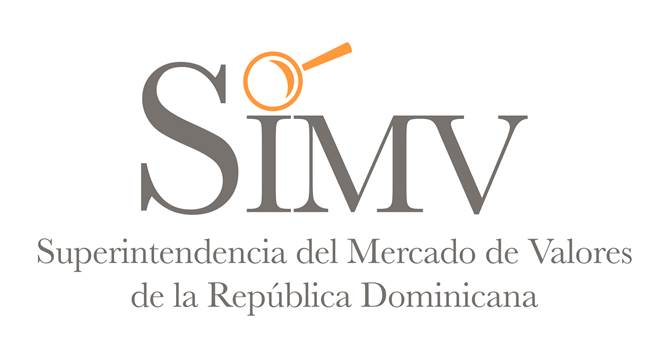 SIMV
Superintendencia del Mercado de Valores
de la República Dominicana